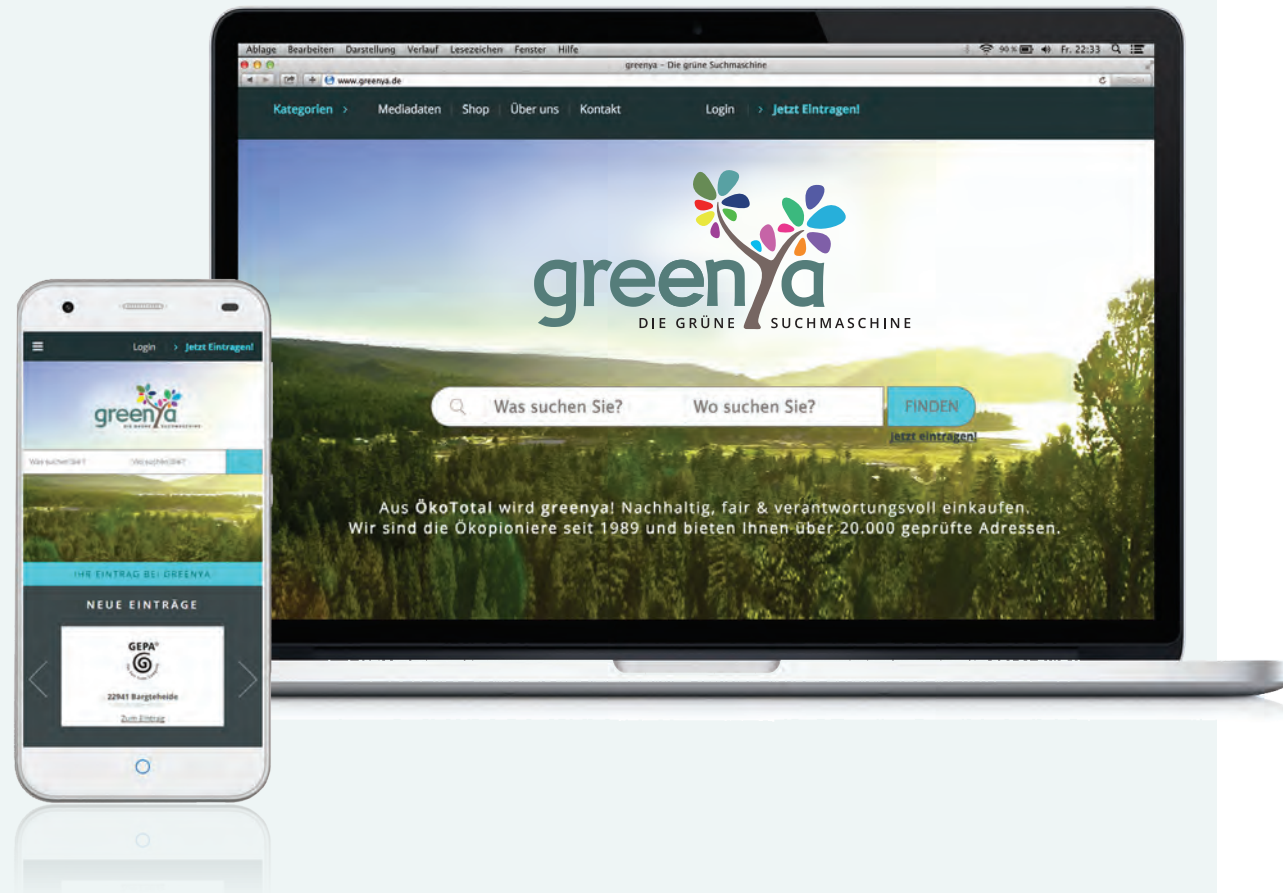 Ablage Bearbeiten Darstellung Verlauf Lesezeichen Fenster Hilfe 90 % Fr. 22:33
greenya – Die grüne Suchmaschine
www.greenya.de
Kategorien > Mediadaten Shop Über uns Kontakt Login > Jetzt Eintragen!
greenya
DIE GRÜNE SUCHMASCHINE
Was suchen Sie? Wo suchen Sie? FINDEN
Jetzt eintragen!
Aus ÖkoTotal wird greenya! Nachhaltig, fair & verantwortungsvoll einkaufen.
Wir sind die Ökopioniere seit 1989 und bieten Ihnen über 20.000 geprüfte Adressen.
Login > Jetzt Eintragen!
greenya
DIE GRÜNE SUCHMASCHINE
Was suchen Sie? Wo suchen Sie?
IHR EINTRAG BEI GREENYA
NEUE EINTRÄGE
GEPA®
22941 Bargteheide
Zum Eintrag